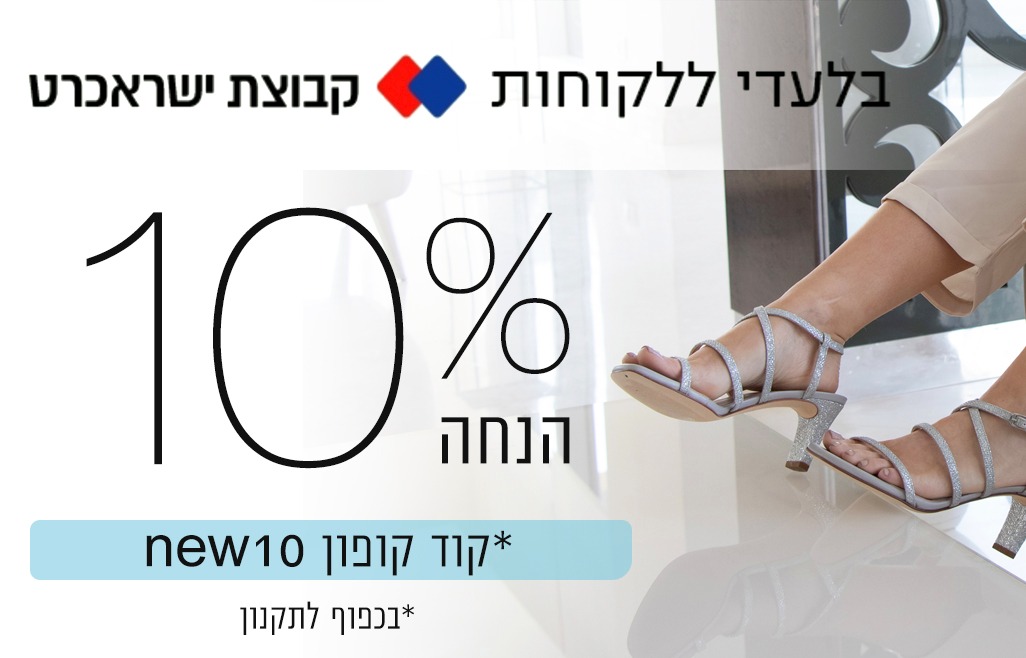 בלעדי ללקוחות קבוצת ישראכרט
10%
הנחה
*קוד קופון new10
*בכפוף לתקנון